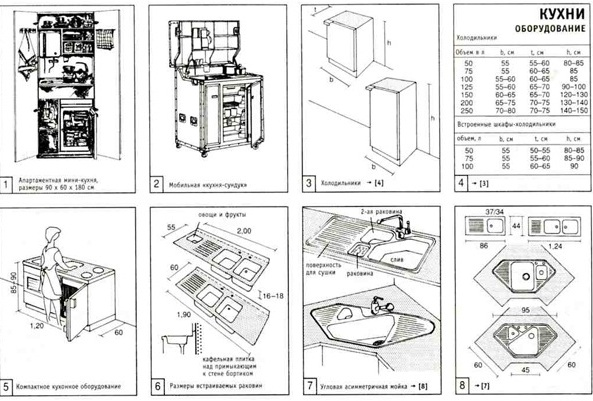 КУХНИ
ОБОРУДОВАНИЕ
1 Апартаментная мини-кухня,
размеры 90 x 60 x 180 см
2 Мобильная «кухня-сундук»
t
h
b
t
h
b
3 Холодильники → [4]
Холодильники
Объем в л b, см t, см h, см
50 55 55–60 80–85
75 55 55–60 85
100 55–60 60–65 85
125 55–60 65–70 90–100
150 60–65 65–70 120–130
200 65–75 70–75 130–140
250 70–80 70–75 140–150
Встроенные шкафы-холодильники
объем, л b, см t, см h, см
50 55 50–55 80–85
75 55 55–60 85–90
100 55 60–65 90
4 → [3]
85–90
1,20
60
5 Компактное кухонное оборудование
овощи и фрукты
55
2,00
60
16–18
1,90
кафельная плитка
над примыкающим
к стене бортиком
6 Размеры встраиваемых раковин
2-ая раковина
поверхность
для сушки
раковина
слив
7 Угловая асимметричная мойка → [8]
37/34
44
86
1,24
95
60
45
60
8 → [7]